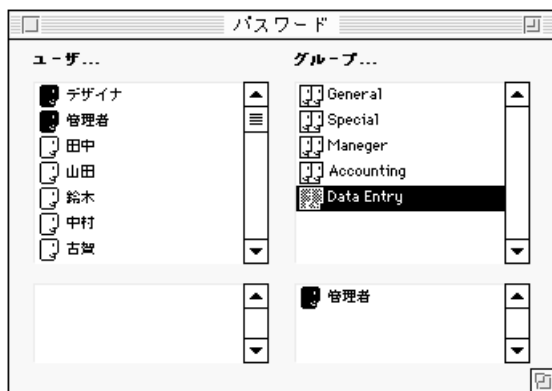 パスワード
ユーザ...
デザイナ
管理者
田中
山田
鈴木
中村
古賀
グループ...
General
Special
Maneger
Accounting
Data Entry
管理者